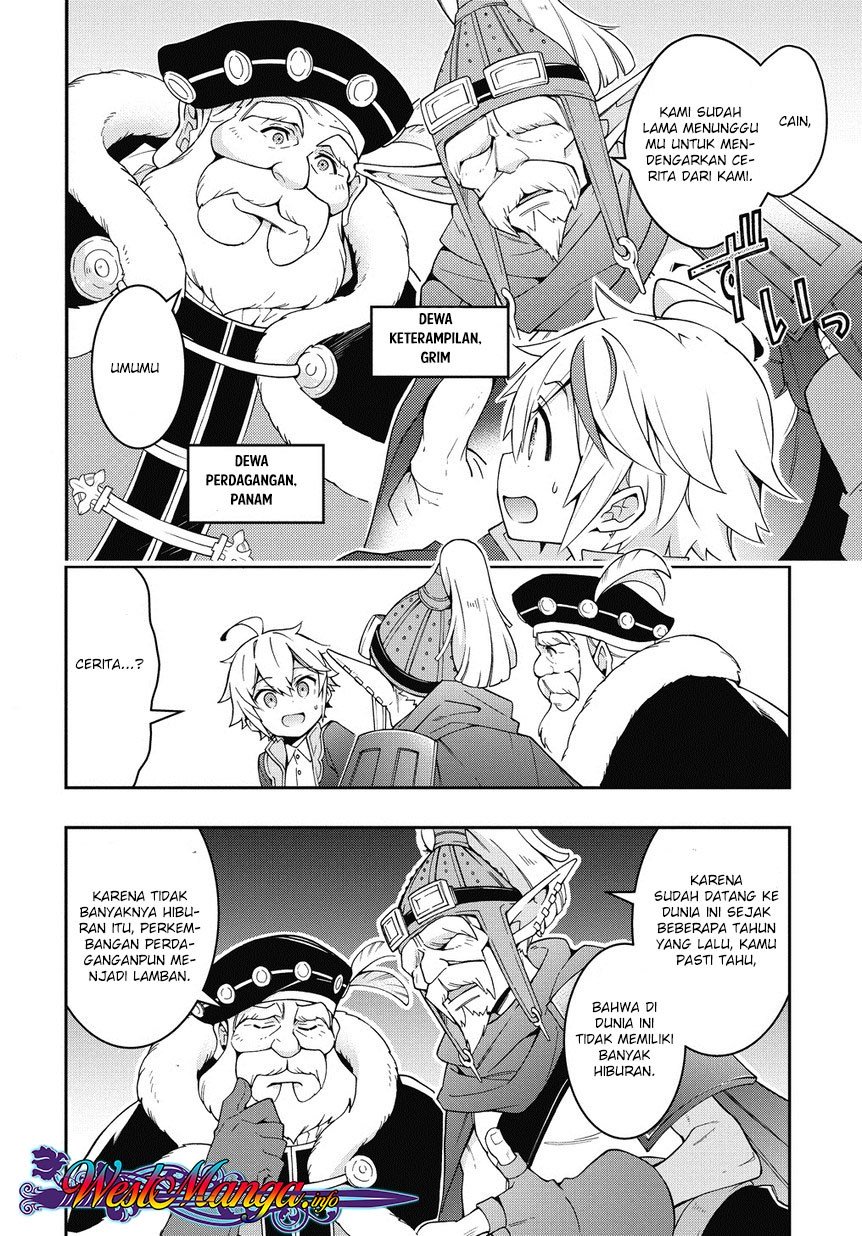 CAIN,
KAMI SUDAH
LAMA MENUNGGU
MU UNTUK MEN-
DENGARKAN CE-
RITA DARI KAMI.
ずいっ
DEWA
KETERAMPILAN,
GRIM
UMUMU
DEWA
PERDAGANGAN,
PANAM
CERITA...?
KARENA
SUDAH DATANG KE
DUNIA INI SEJAK
BEBERAPA TAHUN
YANG LALU, KAMU
PASTI TAHU,
BAHWA DI
DUNIA INI
TIDAK MEMILIKI
BANYAK
HIBURAN.
KARENA TIDAK
BANYAKNYA HIBU-
RAN ITU, PERKEM-
BANGAN PERDA-
GANGANPUN ME-
NJADI LAMBAN.
WestManga.info